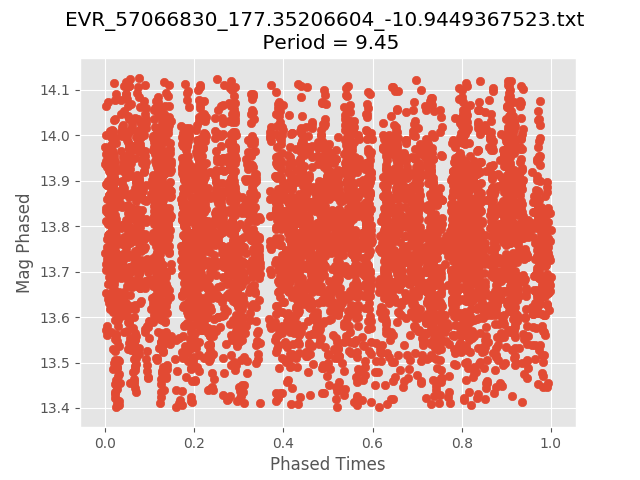 EVR_57066830_177.35206604_-10.9449367523.txt
Period = 9.45
14.1
14.0
13.9
13.8
13.7
13.6
13.5
13.4
Mag Phased
0.0 0.2 0.4 0.6 0.8 1.0
Phased Times